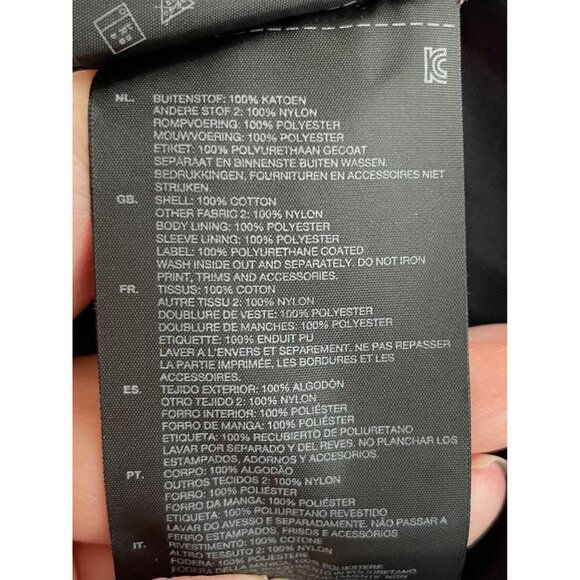 NL. BUITENSTOF: 100% KATOEN
ANDERE STOF 2: 100% NYLON
ROMPVOERING: 100% POLYESTER
MOUWVOERING: 100% POLYESTER
ETIKET: 100% POLYURETHAAN GECOAT
SEPARAAT EN BINNENSTE BUITEN WASSEN.
BEDRUKKINGEN, FOURNITUREN EN ACCESSOIRES NIET
STRIJKEN.
GB. SHELL: 100% COTTON
OTHER FABRIC 2: 100% NYLON
BODY LINING: 100% POLYESTER
SLEEVE LINING: 100% POLYESTER
LABEL: 100% POLYURETHANE COATED
WASH INSIDE OUT AND SEPARATELY. DO NOT IRON
PRINT, TRIMS AND ACCESSORIES.
FR. TISSUS: 100% COTON
AUTRE TISSU 2: 100% NYLON
DOUBLURE DE VESTE: 100% POLYESTER
DOUBLURE DE MANCHES: 100% POLYESTER
ETIQUETTE: 100% ENDUIT PU
LAVER A L'ENVERS ET SEPAREMENT. NE PAS REPASSER
LA PARTIE IMPRIMÉE, LES BORDURES ET LES
ACCESSOIRES.
ES. TEJIDO EXTERIOR: 100% ALGODÓN
OTRO TEJIDO 2: 100% NYLON
FORRO INTERIOR: 100% POLIÉSTER
FORRO DE MANGA: 100% POLIÉSTER
ETIQUETA: 100% RECUBIERTO DE POLIURETANO
LAVAR POR SEPARADO Y DEL REVES. NO PLANCHAR LOS
ESTAMPADOS, ADORNOS Y ACCESORIOS.
PT. CORPO: 100% ALGODÃO
OUTROS TECIDOS 2: 100% NYLON
FORRO: 100% POLIÉSTER
FORRO DA MANGA: 100% POLIÉSTER
ETIQUETA: 100% POLIURETANO REVESTIDO
LAVAR DO AVESSO E SEPARADAMENTE. NÃO PASSAR A
FERRO ESTAMPADOS, FRISOS E ACESSÓRIOS
IT. RIVESTIMENTO: 100% COTONE
ALTRO TESSUTO 2: 100% NYLON
FODERA: 100% POLIESTERE
FODERA DELLA MANICA: 100% POLIESTERE